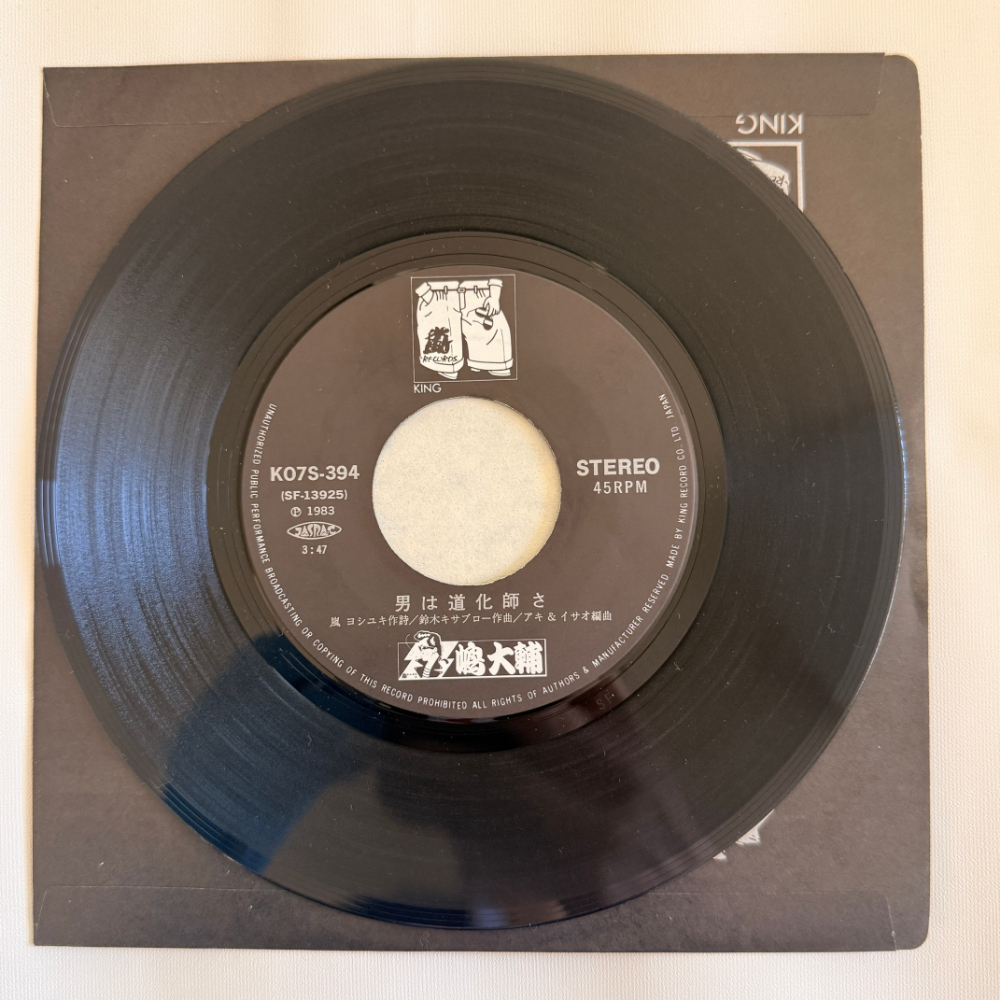 KING
RECORDS
KING
K07S-394
(SF-13925)
Ⓟ 1983
JASRAC
3:47
STEREO
45RPM
男は道化師さ
嵐 ヨシユキ作詩/鈴木キサブロー作曲/アキ&イサオ編曲
嶋大輔
UNAUTHORIZED PUBLIC PERFORMANCE BROADCASTING OR COPYING OF THIS RECORD PROHIBITED ALL RIGHTS OF AUTHORS & MANUFACTURER RESERVED. MADE BY KING RECORD CO., LTD. JAPAN